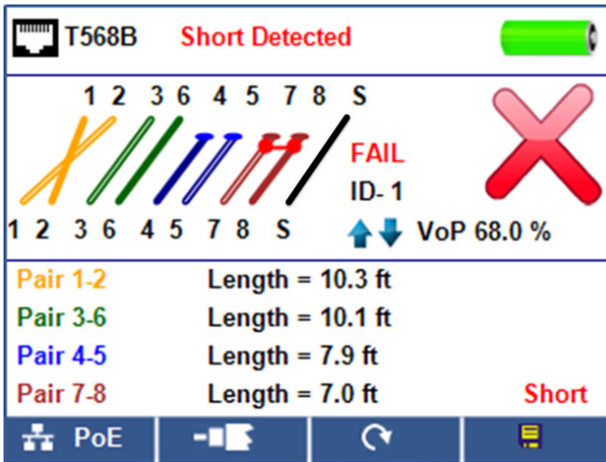 T568B Short Detected
1 2 3 6 4 5 7 8 S
FAIL
ID- 1
1 2 3 6 4 5 7 8 S
VoP 68.0 %
Pair 1-2 Length = 10.3 ft
Pair 3-6 Length = 10.1 ft
Pair 4-5 Length = 7.9 ft
Pair 7-8 Length = 7.0 ft Short
PoE